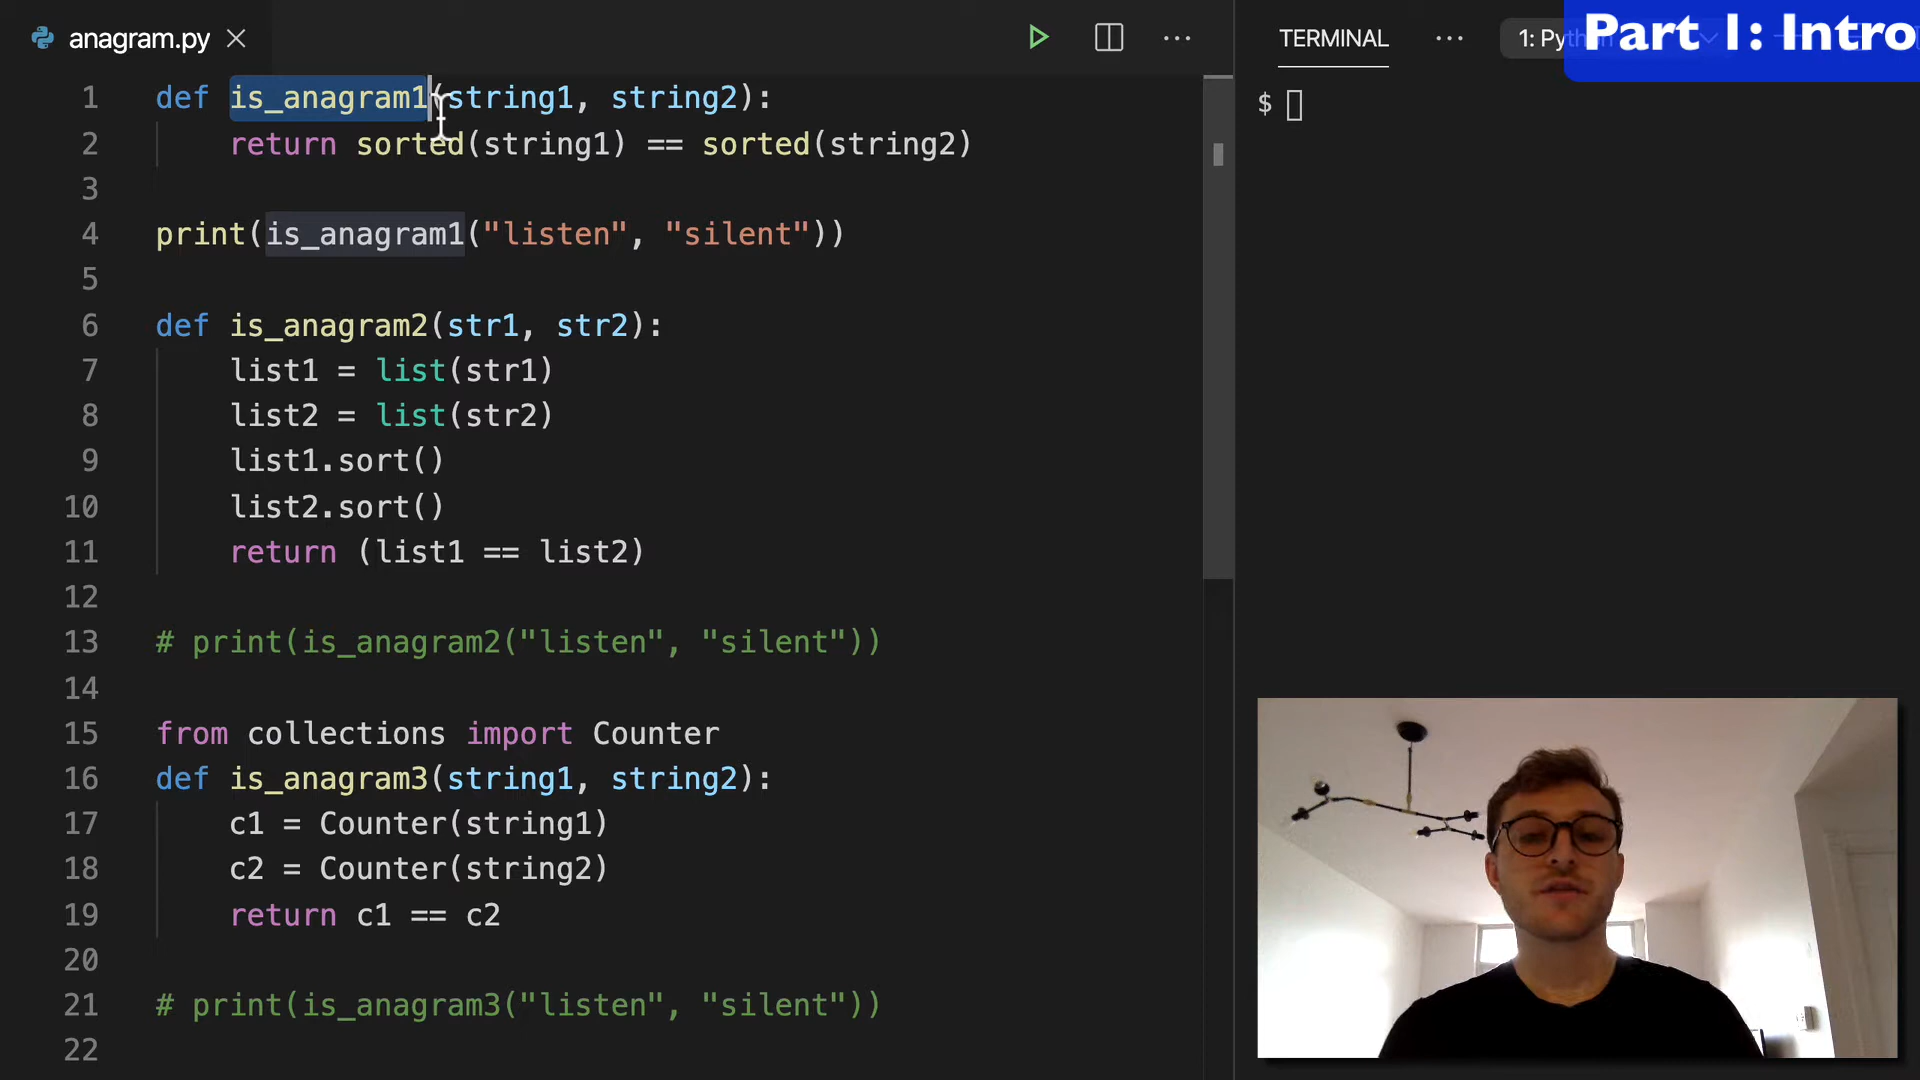 anagram.py
TERMINAL
1: Py
Part 1: Intro
1 def is_anagram1(string1, string2):
2 return sorted(string1) == sorted(string2)
3
4 print(is_anagram1("listen", "silent"))
5
6 def is_anagram2(str1, str2):
7 list1 = list(str1)
8 list2 = list(str2)
9 list1.sort()
10 list2.sort()
11 return (list1 == list2)
12
13 # print(is_anagram2("listen", "silent"))
14
15 from collections import Counter
16 def is_anagram3(string1, string2):
17 c1 = Counter(string1)
18 c2 = Counter(string2)
19 return c1 == c2
20
21 # print(is_anagram3("listen", "silent"))
22
$